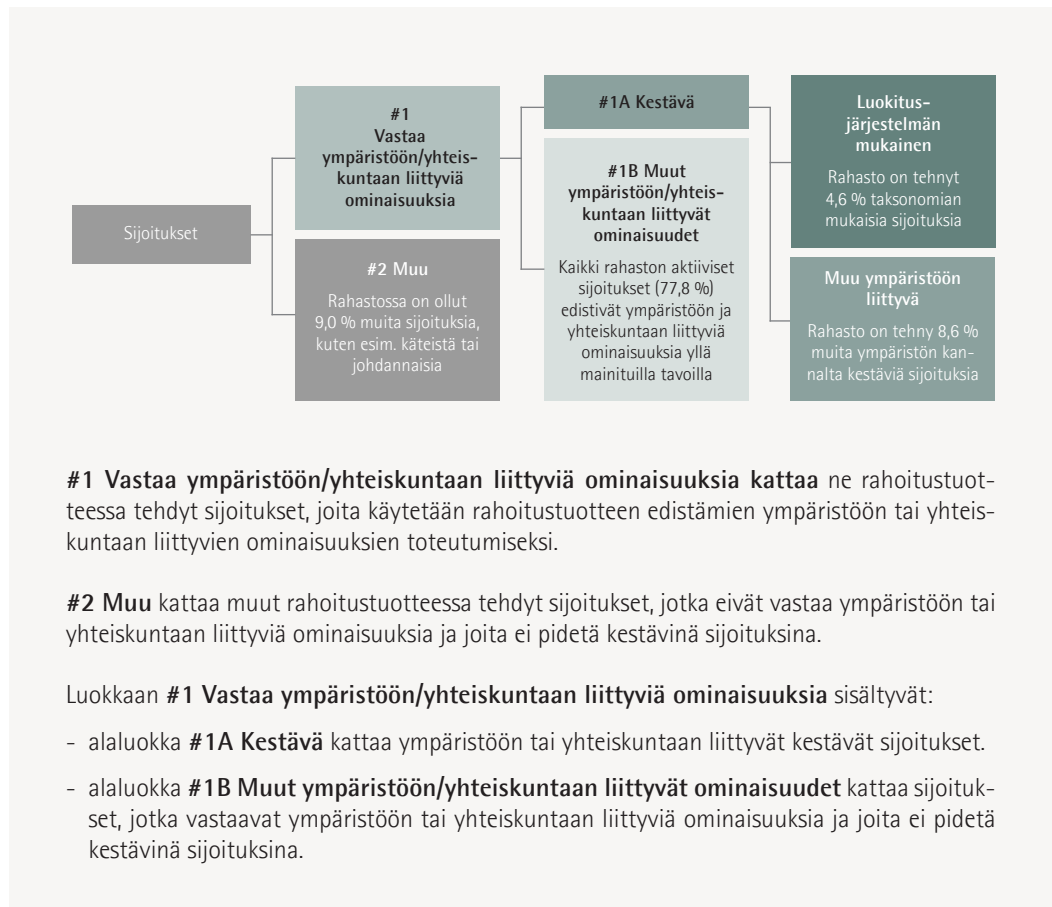 Sijoitukset
#1
Vastaa
ympäristöön/yhteis-
kuntaan liittyviä
ominaisuuksia
#2 Muu
Rahastossa on ollut
9,0 % muita sijoituksia,
kuten esim. käteistä tai
johdannaisia
#1A Kestävä
#1B Muut
ympäristöön/yhteis-
kuntaan liittyvät
ominaisuudet
Kaikki rahaston aktiiviset
sijoitukset (77,8 %)
edistivät ympäristöön ja
yhteiskuntaan liittyviä
ominaisuuksia yllä
mainituilla tavoilla
Luokitus-
järjestelmän
mukainen
Rahasto on tehnyt
4,6 % taksonomian
mukaisia sijoituksia
Muu ympäristöön
liittyvä
Rahasto on tehny 8,6 %
muita ympäristön kan-
nalta kestäviä sijoituksia
#1 Vastaa ympäristöön/yhteiskuntaan liittyviä ominaisuuksia kattaa ne rahoitustuot-
teessa tehdyt sijoitukset, joita käytetään rahoitustuotteen edistämien ympäristöön tai yhteis-
kuntaan liittyvien ominaisuuksien toteutumiseksi.
#2 Muu kattaa muut rahoitustuotteessa tehdyt sijoitukset, jotka eivät vastaa ympäristöön tai
yhteiskuntaan liittyviä ominaisuuksia ja joita ei pidetä kestävinä sijoituksina.
Luokkaan #1 Vastaa ympäristöön/yhteiskuntaan liittyviä ominaisuuksia sisältyvät:
- alaluokka #1A Kestävä kattaa ympäristöön tai yhteiskuntaan liittyvät kestävät sijoitukset.
- alaluokka #1B Muut ympäristöön/yhteiskuntaan liittyvät ominaisuudet kattaa sijoituk-
set, jotka vastaavat ympäristöön tai yhteiskuntaan liittyviä ominaisuuksia ja joita ei pidetä
kestävinä sijoituksina.